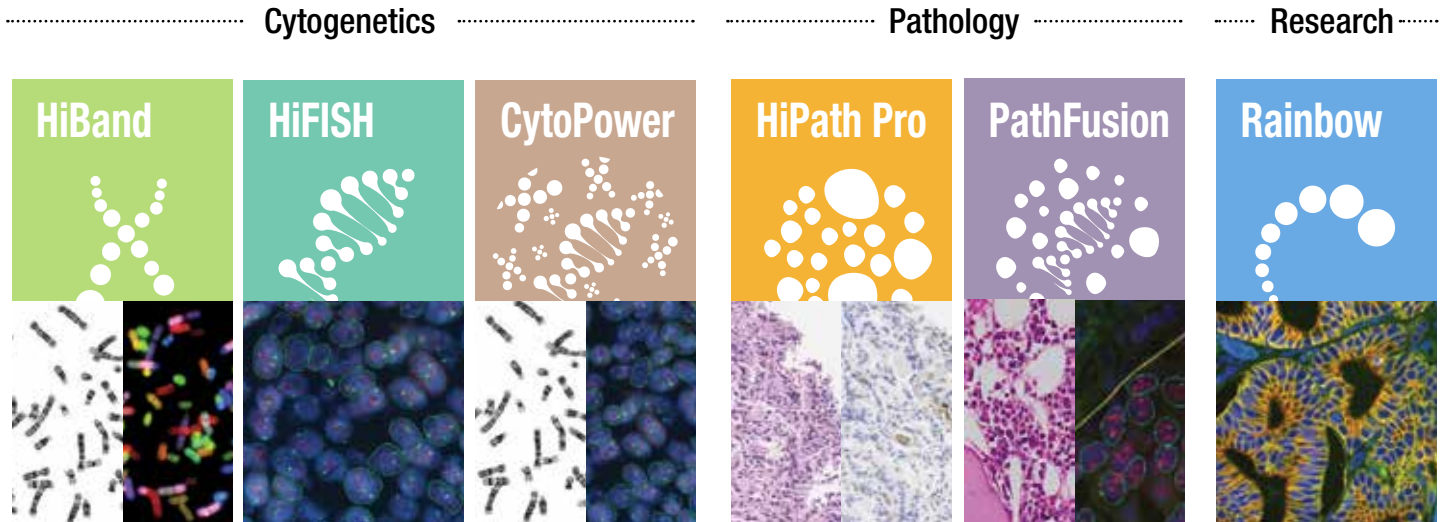 Cytogenetics
Pathology
Research
HiBand
HiFISH
CytoPower
HiPath Pro
PathFusion
Rainbow